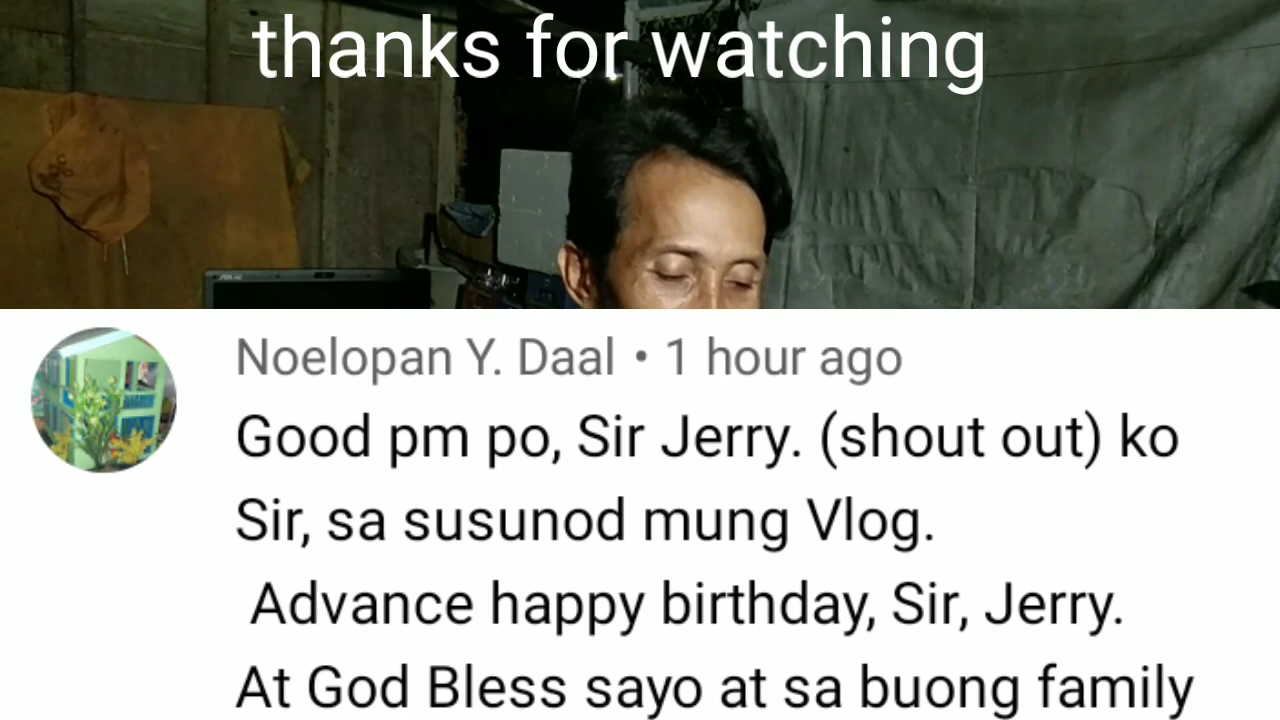 thanks for watching
ASUS
Noelopan Y. Daal • 1 hour ago
Good pm po, Sir Jerry. (shout out) ko
Sir, sa susunod mung Vlog.
Advance happy birthday, Sir, Jerry.
At God Bless sayo at sa buong family